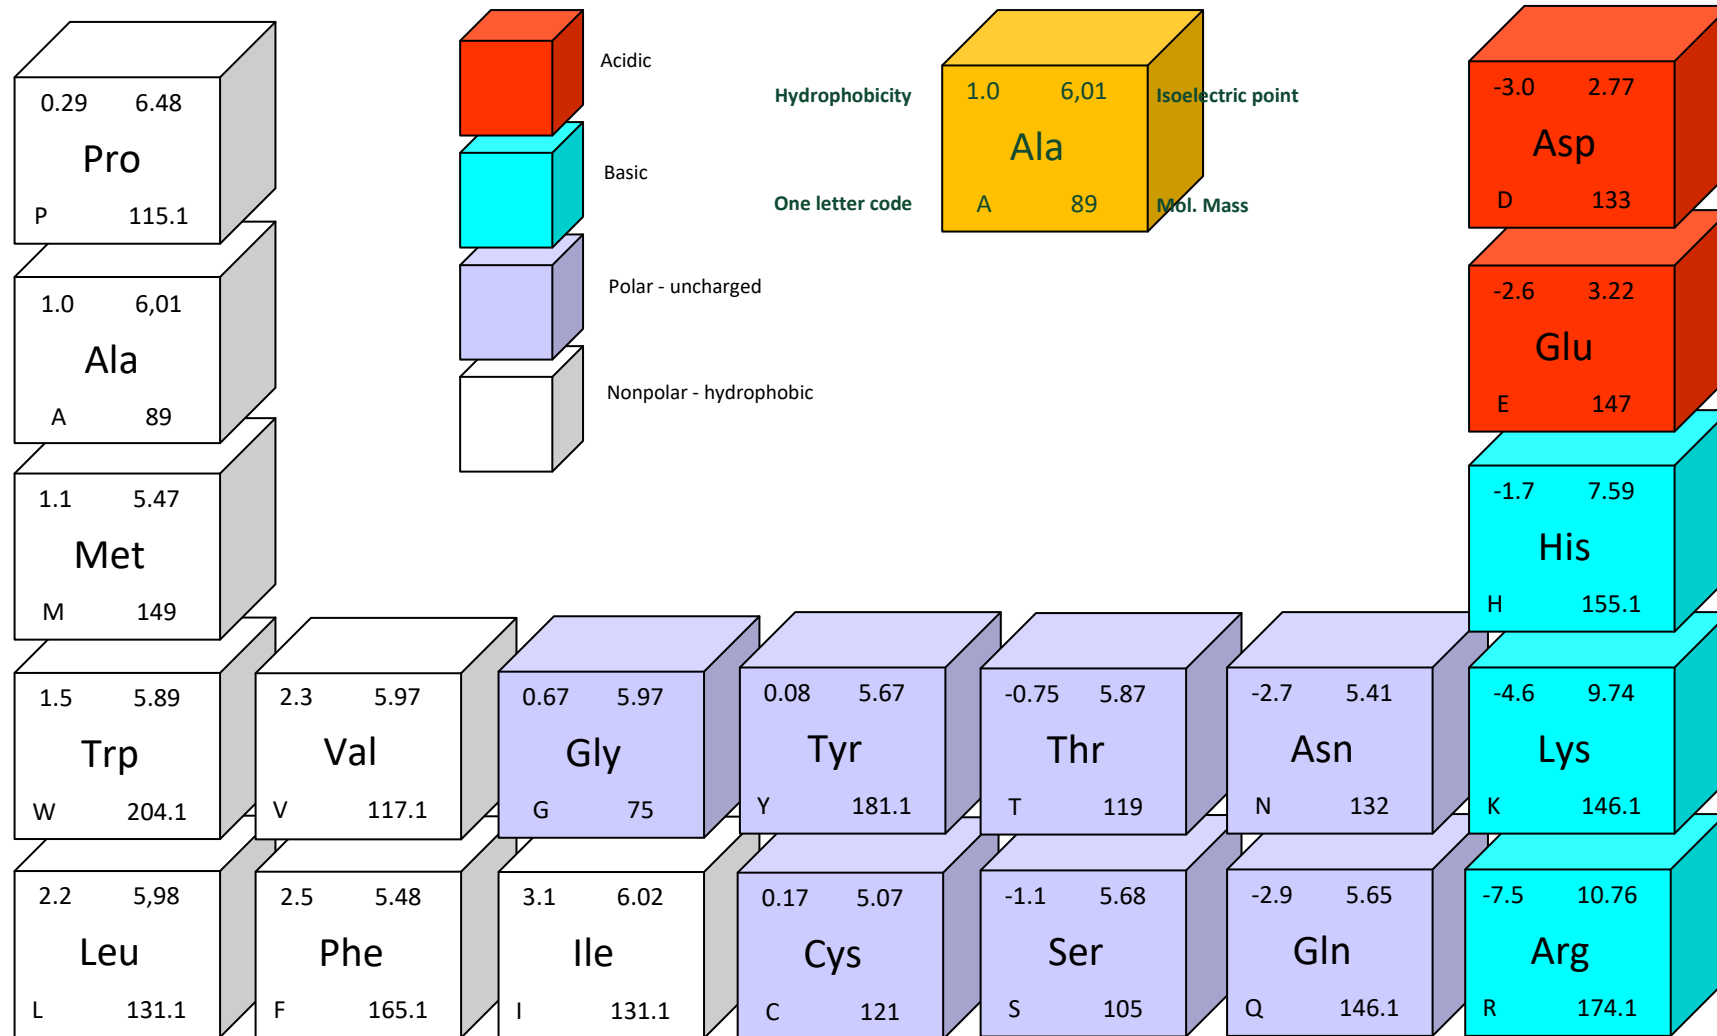 Acidic
Basic
Polar - uncharged
Nonpolar - hydrophobic
Hydrophobicity 1.0 6,01 Isoelectric point
Ala
One letter code A 89 Mol. Mass
0.29 6.48
Pro
P 115.1
1.0 6,01
Ala
A 89
1.1 5.47
Met
M 149
1.5 5.89
Trp
W 204.1
2.2 5,98
Leu
L 131.1
2.3 5.97
Val
V 117.1
2.5 5.48
Phe
F 165.1
0.67 5.97
Gly
G 75
3.1 6.02
Ile
I 131.1
0.08 5.67
Tyr
Y 181.1
0.17 5.07
Cys
C 121
-0.75 5.87
Thr
T 119
-1.1 5.68
Ser
S 105
-2.7 5.41
Asn
N 132
-2.9 5.65
Gln
Q 146.1
-3.0 2.77
Asp
D 133
-2.6 3.22
Glu
E 147
-1.7 7.59
His
H 155.1
-4.6 9.74
Lys
K 146.1
-7.5 10.76
Arg
R 174.1